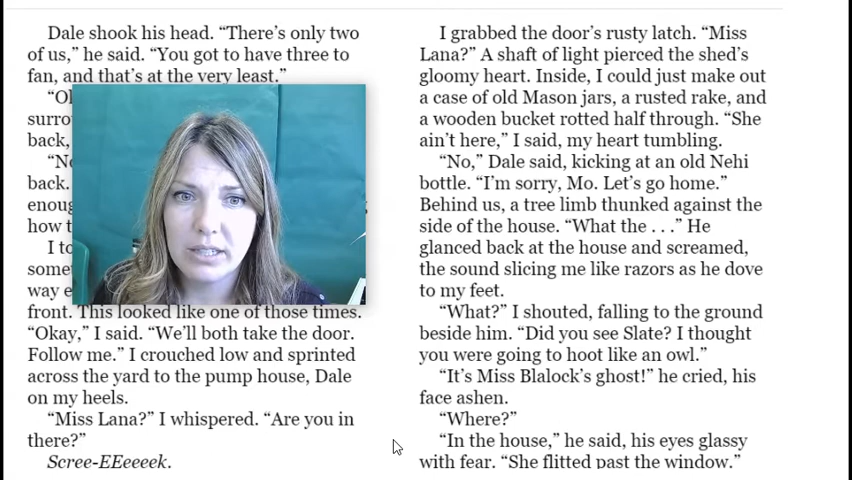 Dale shook his head. “There’s only two
of us,” he said. “You got to have three to
fan, and that’s at the very least.”
back,
“No
back.
how
I to
way
front. This looked like one of those times.
“Okay,” I said. “We’ll both take the door.
Follow me.” I crouched low and sprinted
across the yard to the pump house, Dale
on my heels.
“Miss Lana?” I whispered. “Are you in
there?”
Scree-EEeeeek.
I grabbed the door’s rusty latch. “Miss
Lana?” A shaft of light pierced the shed’s
gloomy heart. Inside, I could just make out
a case of old Mason jars, a rusted rake, and
a wooden bucket rotted half through. “She
ain’t here,” I said, my heart tumbling.
“No,” Dale said, kicking at an old Nehi
bottle. “I’m sorry, Mo. Let’s go home.”
Behind us, a tree limb thunked against the
side of the house. “What the . . .” He
glanced back at the house and screamed,
the sound slicing me like razors as he dove
to my feet.
“What?” I shouted, falling to the ground
beside him. “Did you see Slate? I thought
you were going to hoot like an owl.”
“It’s Miss Blalock’s ghost!” he cried, his
face ashen.
“Where?”
“In the house,” he said, his eyes glassy
with fear. “She flitted past the window.”